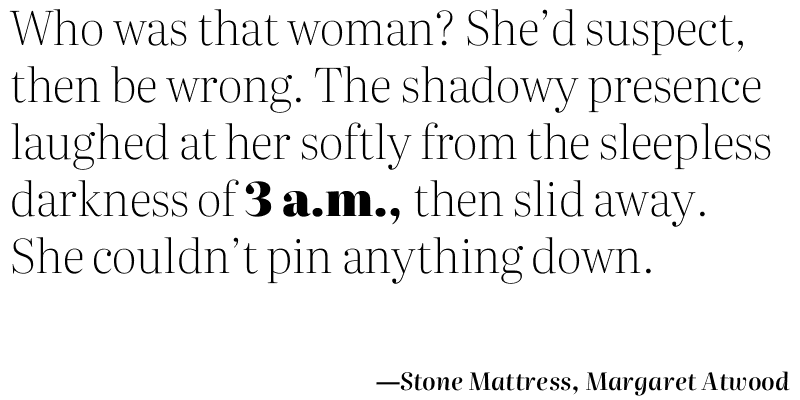 Who was that woman? She’d suspect,
then be wrong. The shadowy presence
laughed at her softly from the sleepless
darkness of 3 a.m., then slid away.
She couldn’t pin anything down.
—Stone Mattress, Margaret Atwood